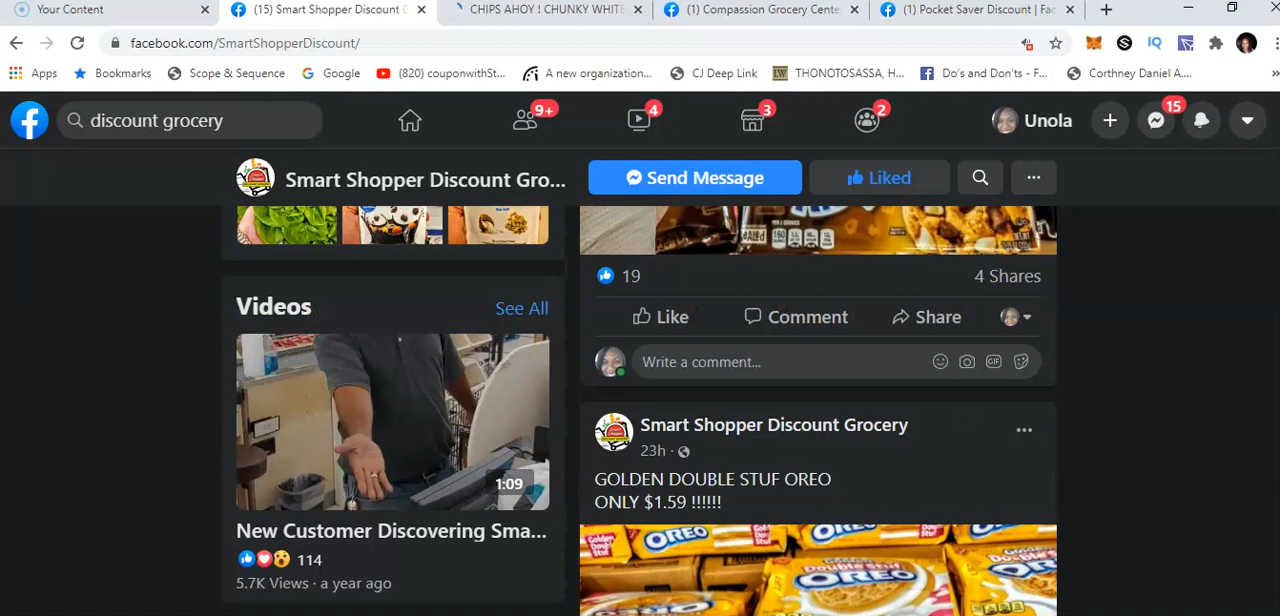 Your Content
(15) Smart Shopper Discount G
CHIPS AHOY ! CHUNKY WHITE
(1) Compassion Grocery Cente
(1) Pocket Saver Discount | Fac
facebook.com/SmartShopperDiscount/
Apps
Bookmarks
Scope & Sequence
Google
(820) couponwithSt...
A new organization...
CJ Deep Link
THONOTOSASSA, H...
Do's and Don'ts - F...
Corthney Daniel A....
discount grocery
9+
4
3
2
Unola
15
Smart Shopper Discount Gro...
Send Message
Liked
19
4 Shares
Like
Comment
Share
Write a comment...
GIF
Videos
See All
1:09
New Customer Discovering Sma...
114
5.7K Views · a year ago
Smart Shopper Discount Grocery
23h ·
GOLDEN DOUBLE STUF OREO
ONLY $1.59 !!!!!!
OREO
Golden
Double Stuf
OREO